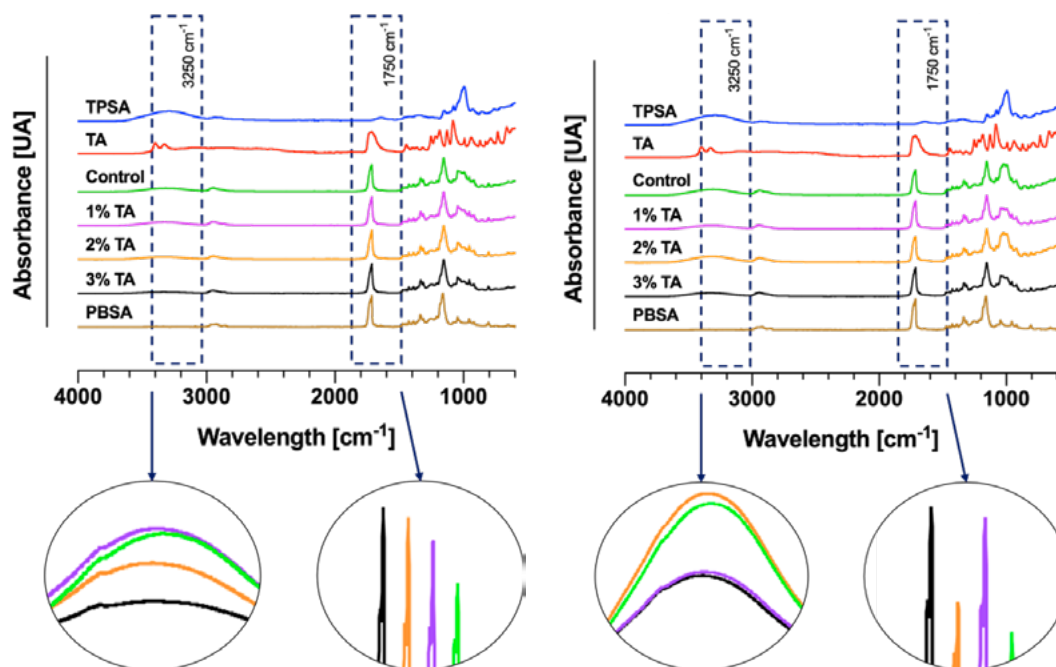 3250 cm⁻¹
1750 cm⁻¹
Absorbance [UA]
TPSA
TA
Control
1% TA
2% TA
3% TA
PBSA
4000 3000 2000 1000
Wavelength [cm⁻¹]
3250 cm⁻¹
1750 cm⁻¹
Absorbance [UA]
TPSA
TA
Control
1% TA
2% TA
3% TA
PBSA
4000 3000 2000 1000
Wavelength [cm⁻¹]